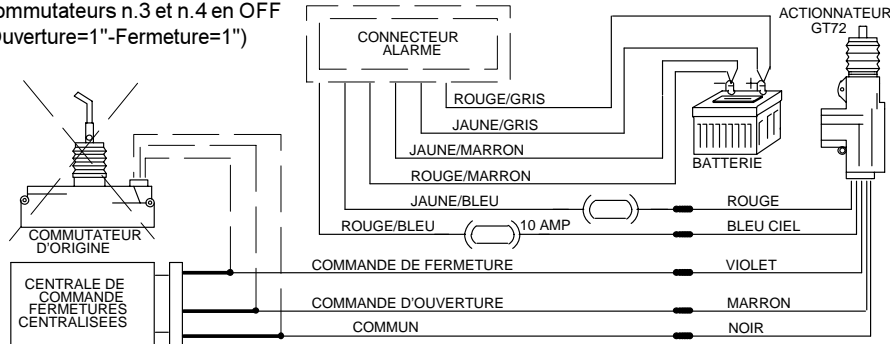 ommutateurs n.3 et n.4 en OFF
Ouverture=1"-Fermeture=1")
CONNECTEUR
ALARME
ACTIONNATEUR
GT72
ROUGE/GRIS
JAUNE/GRIS
JAUNE/MARRON
ROUGE/MARRON
JAUNE/BLEU
ROUGE/BLEU
10 AMP
BATTERIE
ROUGE
BLEU CIEL
COMMUTATEUR
D'ORIGINE
CENTRALE DE
COMMANDE
FERMETURES
CENTRALISEES
COMMANDE DE FERMETURE
VIOLET
COMMANDE D'OUVERTURE
MARRON
COMMUN
NOIR